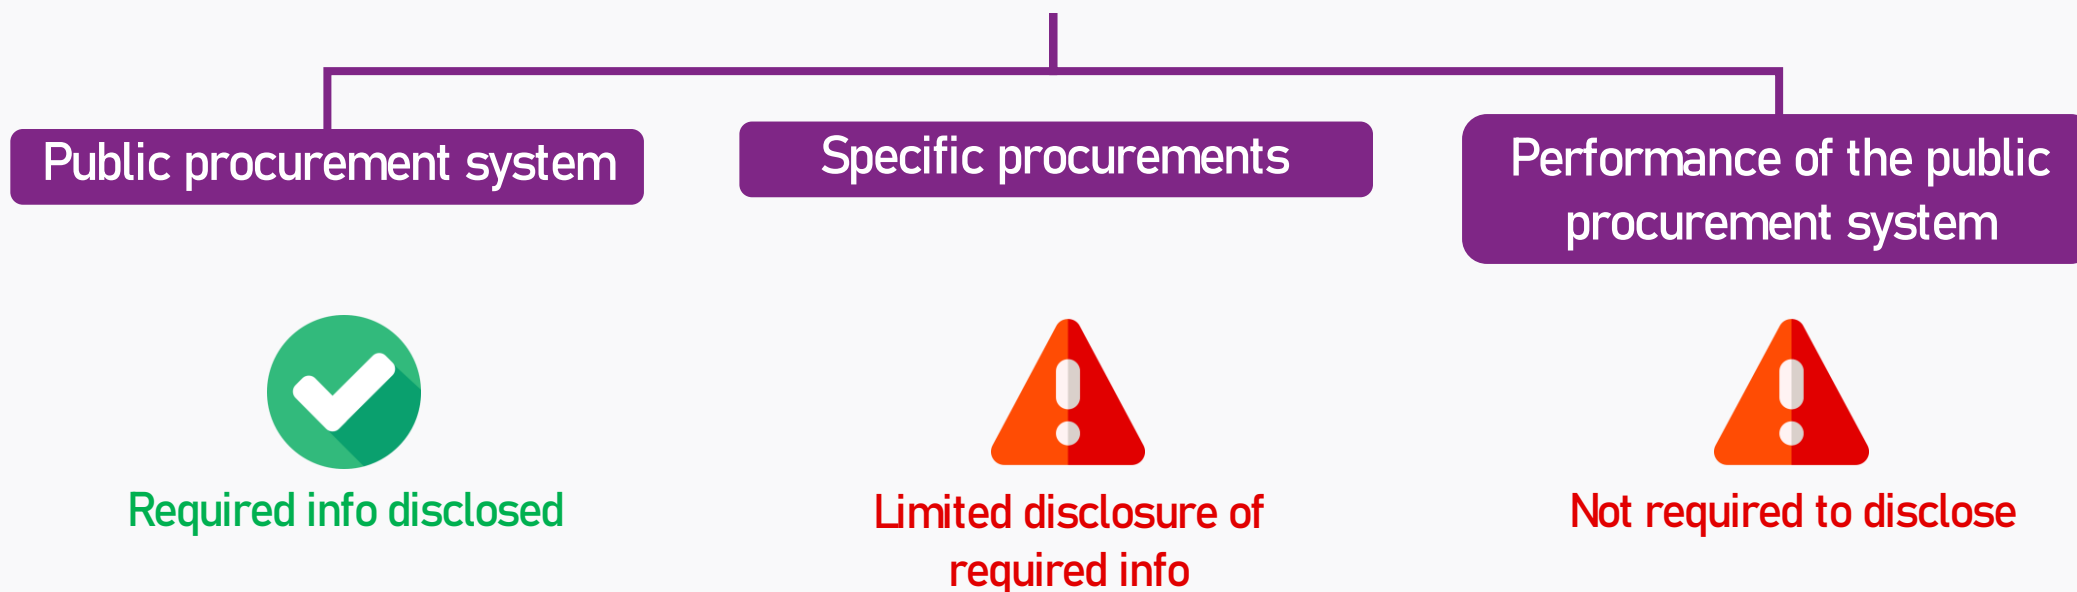 Public procurement system
Specific procurements
Performance of the public
procurement system
Required info disclosed
Limited disclosure of
required info
Not required to disclose